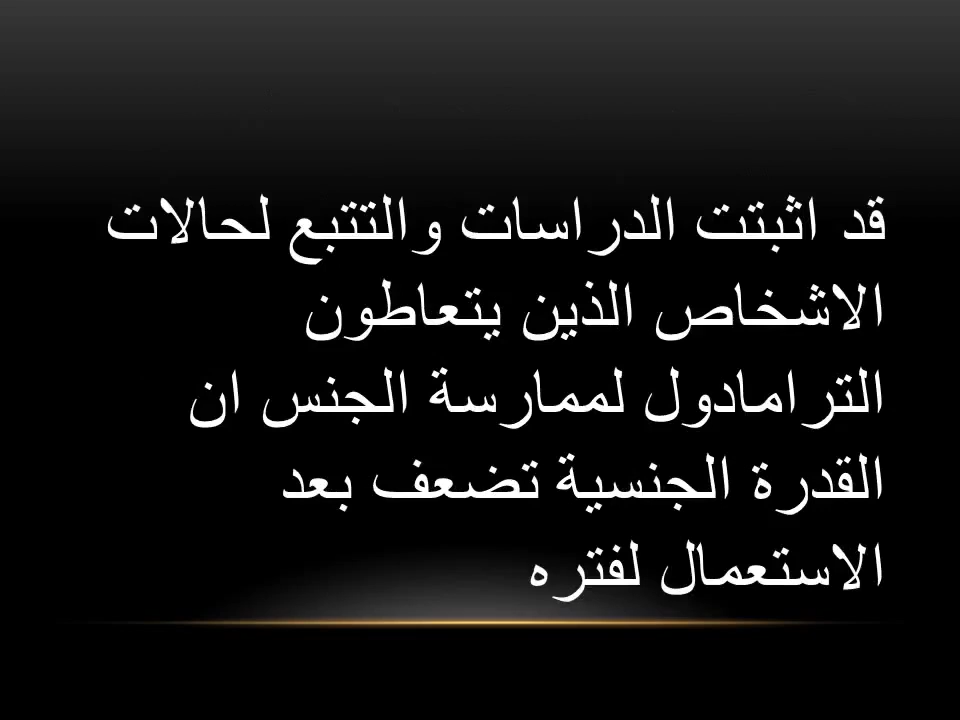 قد اثبتت الدراسات والتتبع لحالات
الاشخاص الذين يتعاطون
الترامادول لممارسة الجنس ان
القدرة الجنسية تضعف بعد
الاستعمال لفتره